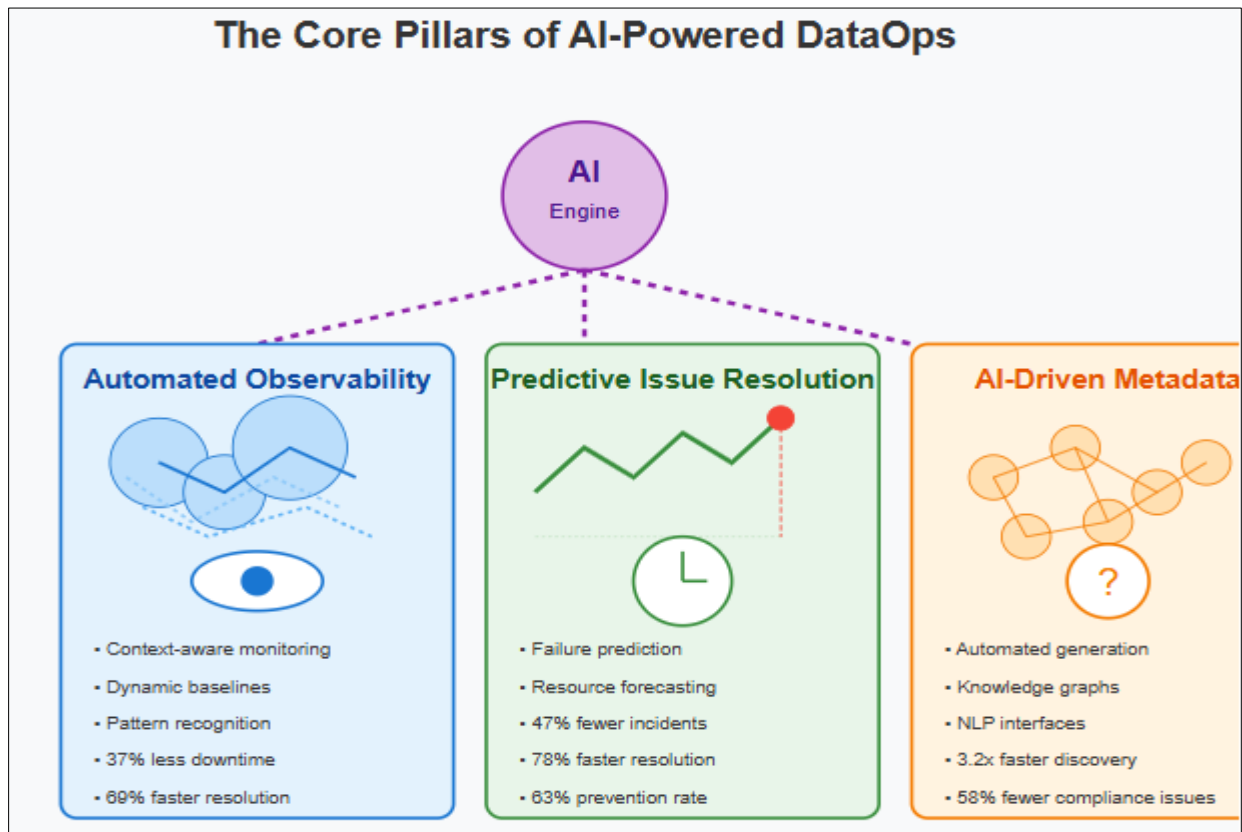 The Core Pillars of AI-Powered DataOps
AI
Engine
Automated Observability
• Context-aware monitoring
• Dynamic baselines
• Pattern recognition
• 37% less downtime
• 69% faster resolution
Predictive Issue Resolution
• Failure prediction
• Resource forecasting
• 47% fewer incidents
• 78% faster resolution
• 63% prevention rate
AI-Driven Metadata
?
• Automated generation
• Knowledge graphs
• NLP interfaces
• 3.2x faster discovery
• 58% fewer compliance issues